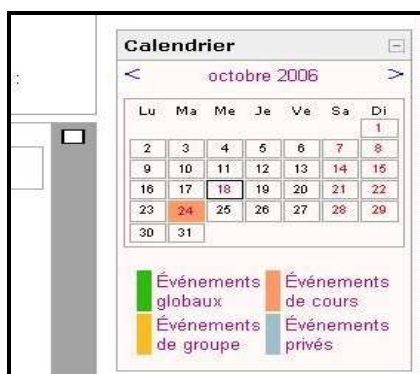 Calendrier
:
< octobre 2006 >
Lu Ma Me Je Ve Sa Di
1
2 3 4 5 6 7 8
9 10 11 12 13 14 15
16 17 18 19 20 21 22
23 24 25 26 27 28 29
30 31
Événements globaux
Événements de cours
Événements de groupe
Événements privés